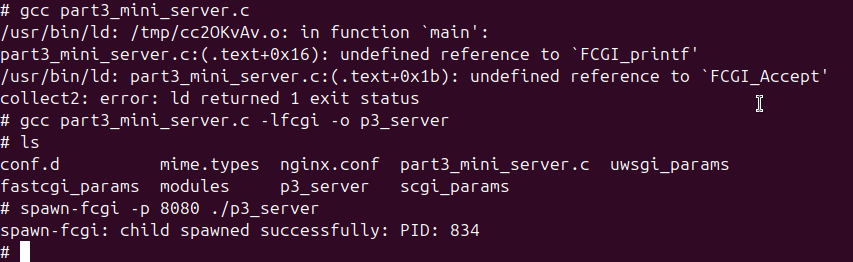 # gcc part3_mini_server.c
/usr/bin/ld: /tmp/cc2OKvAv.o: in function `main':
part3_mini_server.c:(.text+0x16): undefined reference to `FCGI_printf'
/usr/bin/ld: part3_mini_server.c:(.text+0x1b): undefined reference to `FCGI_Accept'
collect2: error: ld returned 1 exit status
# gcc part3_mini_server.c -lfcgi -o p3_server
# ls
conf.d          mime.types  nginx.conf  part3_mini_server.c  uwsgi_params
fastcgi_params  modules     p3_server   scgi_params
# spawn-fcgi -p 8080 ./p3_server
spawn-fcgi: child spawned successfully: PID: 834
#